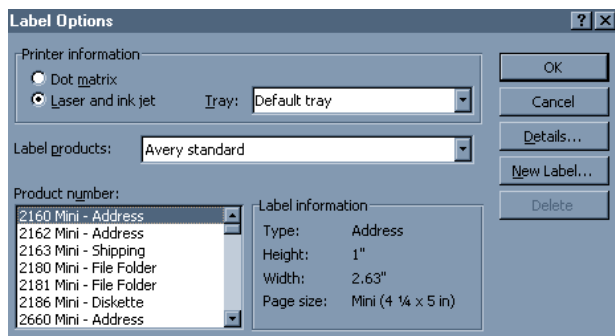 Label Options
Printer information
Dot matrix
Laser and ink jet Tray: Default tray
Label products: Avery standard
Product number:
2160 Mini - Address
2162 Mini - Address
2163 Mini - Shipping
2180 Mini - File Folder
2181 Mini - File Folder
2186 Mini - Diskette
2660 Mini - Address
Label information
Type: Address
Height: 1"
Width: 2.63"
Page size: Mini (4 ¼ x 5 in)
OK
Cancel
Details...
New Label...
Delete